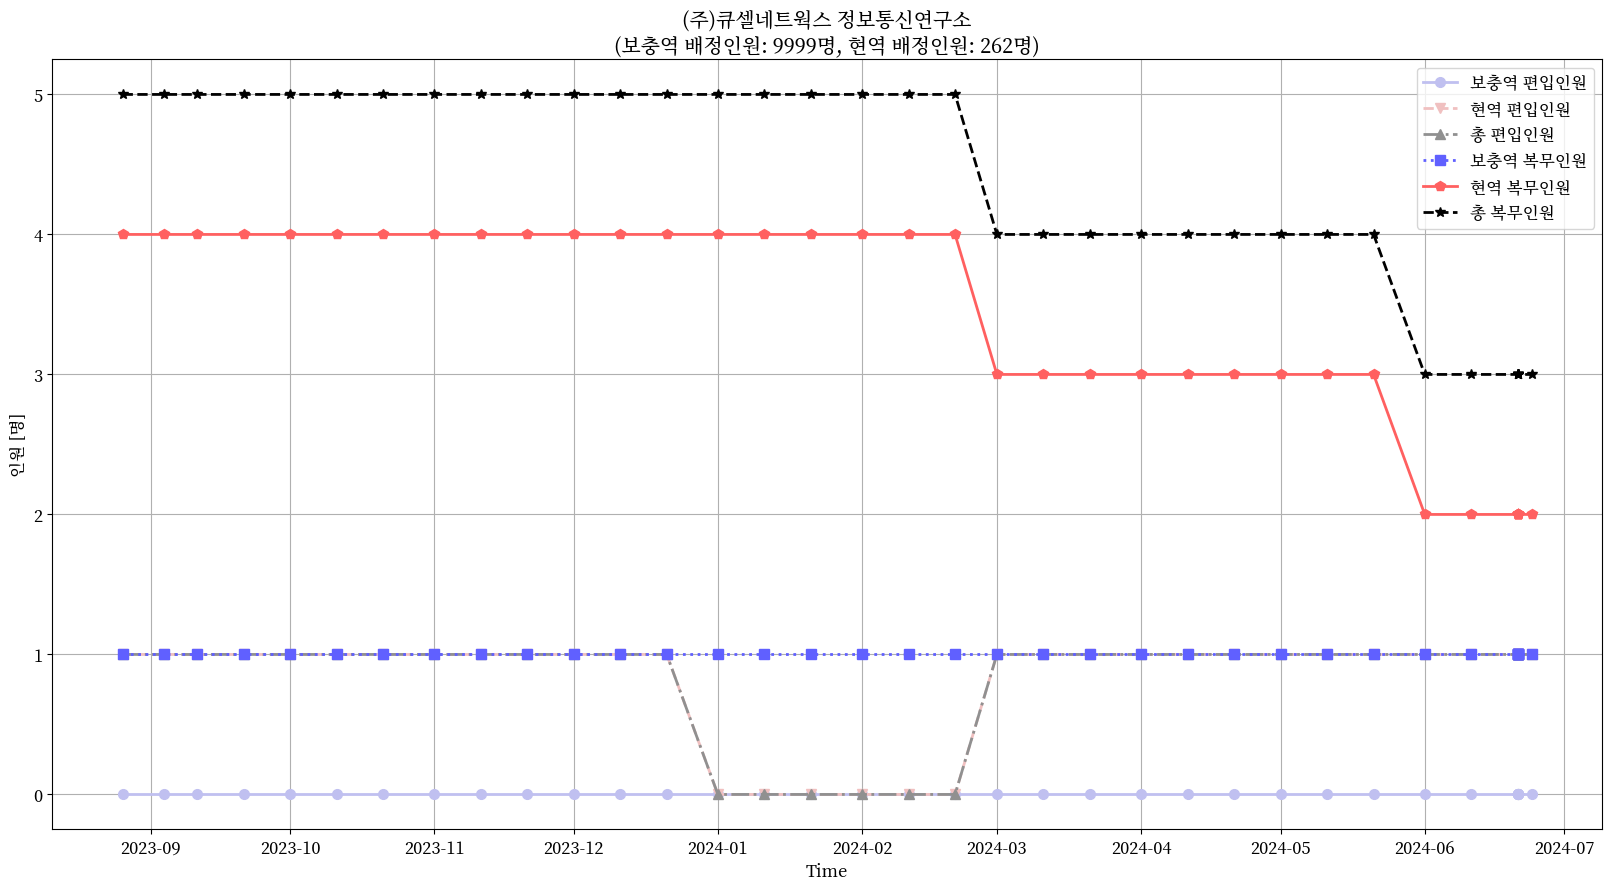 (주)큐셀네트웍스 정보통신연구소
(보충역 배정인원: 9999명, 현역 배정인원: 262명)
보충역 편입인원
현역 편입인원
총 편입인원
보충역 복무인원
현역 복무인원
총 복무인원
인원 [명]
5
4
3
2
1
0
2023-09 2023-10 2023-11 2023-12 2024-01 2024-02 2024-03 2024-04 2024-05 2024-06 2024-07
Time